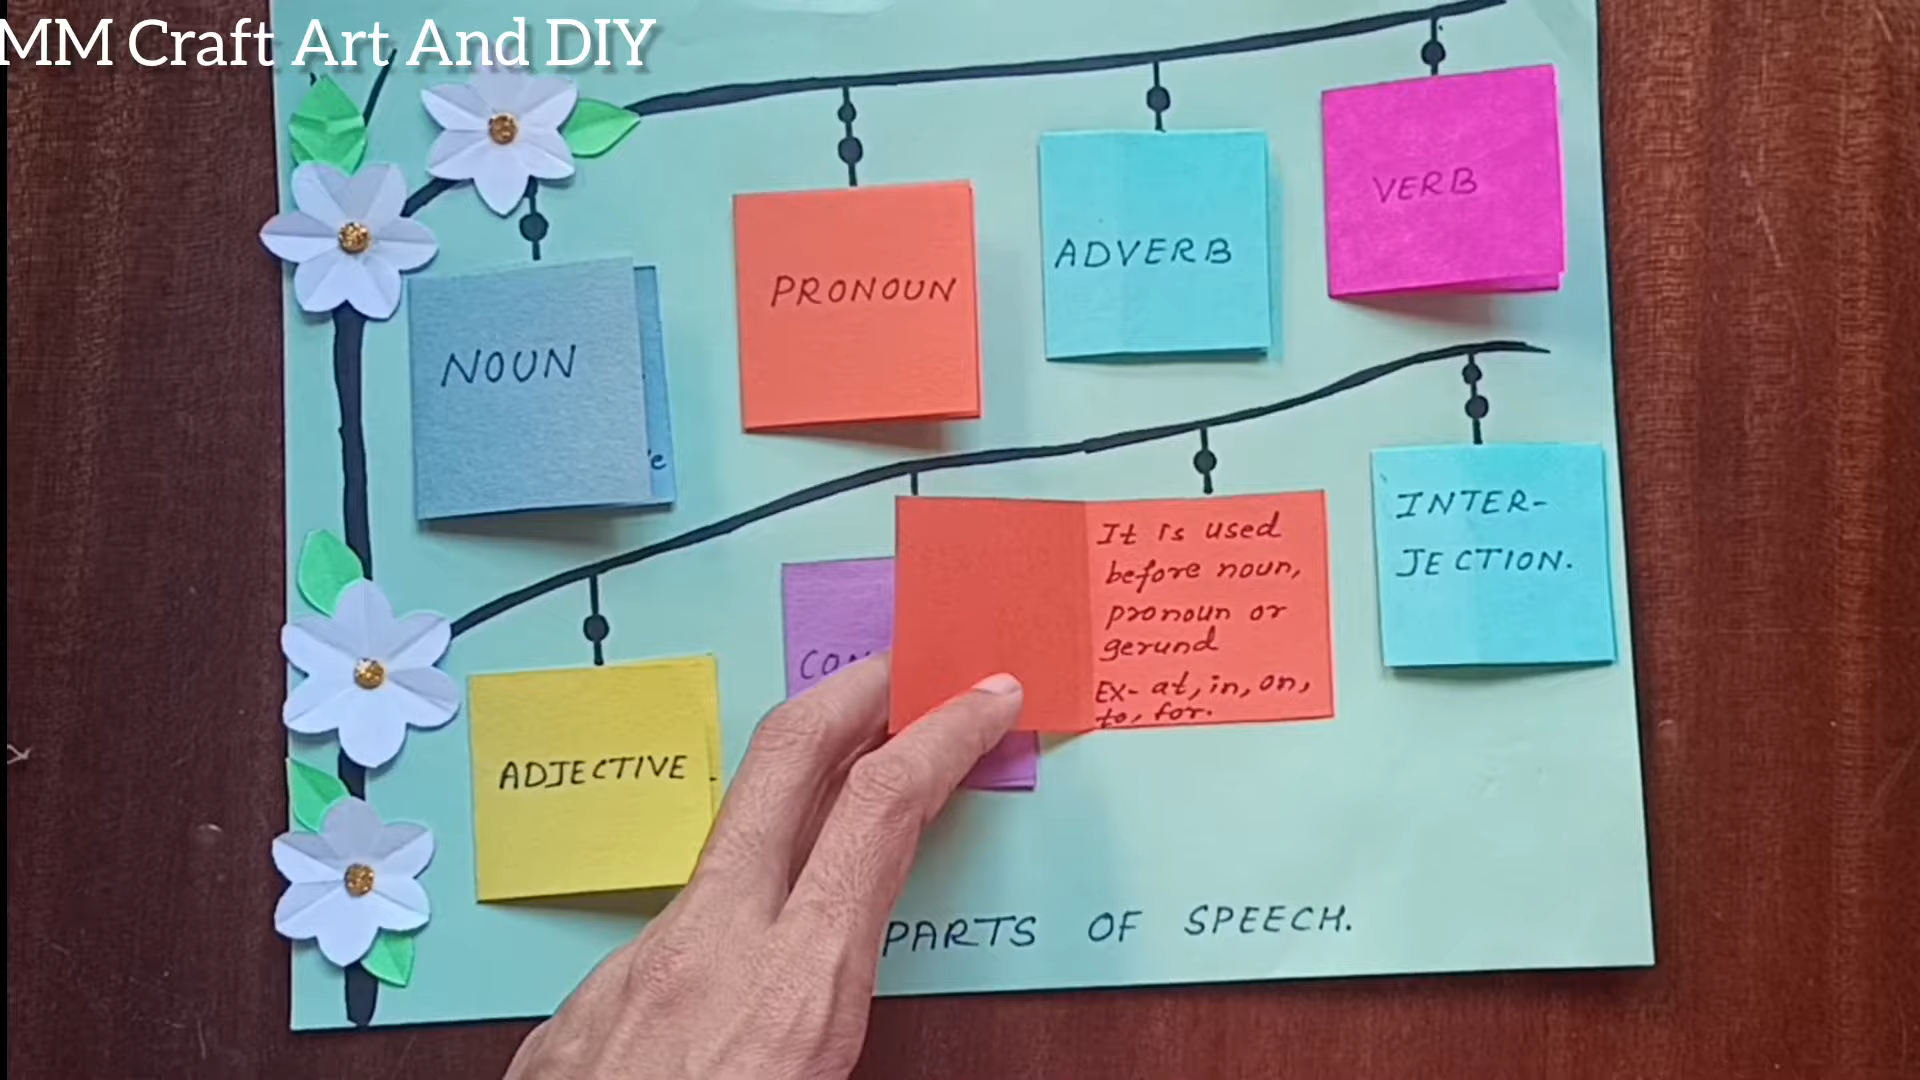 MM Craft Art And DIY
NOUN
PRONOUN
ADVERB
VERB
ADJECTIVE
It is used
before noun,
pronoun or
gerund
Ex- at, in, on,
to, for.
INTER-
JECTION.
PARTS OF SPEECH.